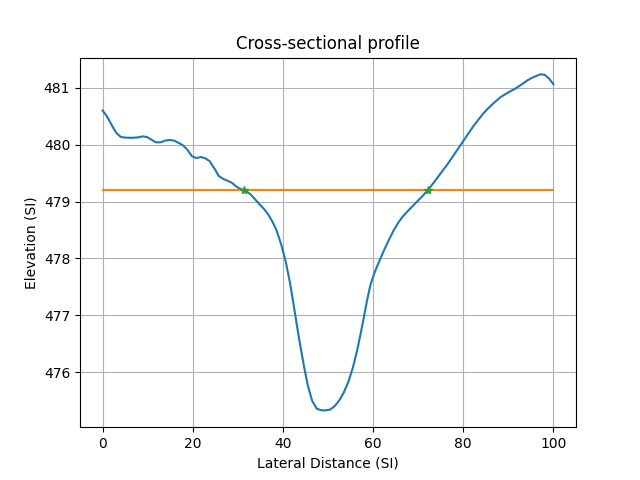 Cross-sectional profile
Elevation (SI)
481
480
479
478
477
476
0 20 40 60 80 100
Lateral Distance (SI)